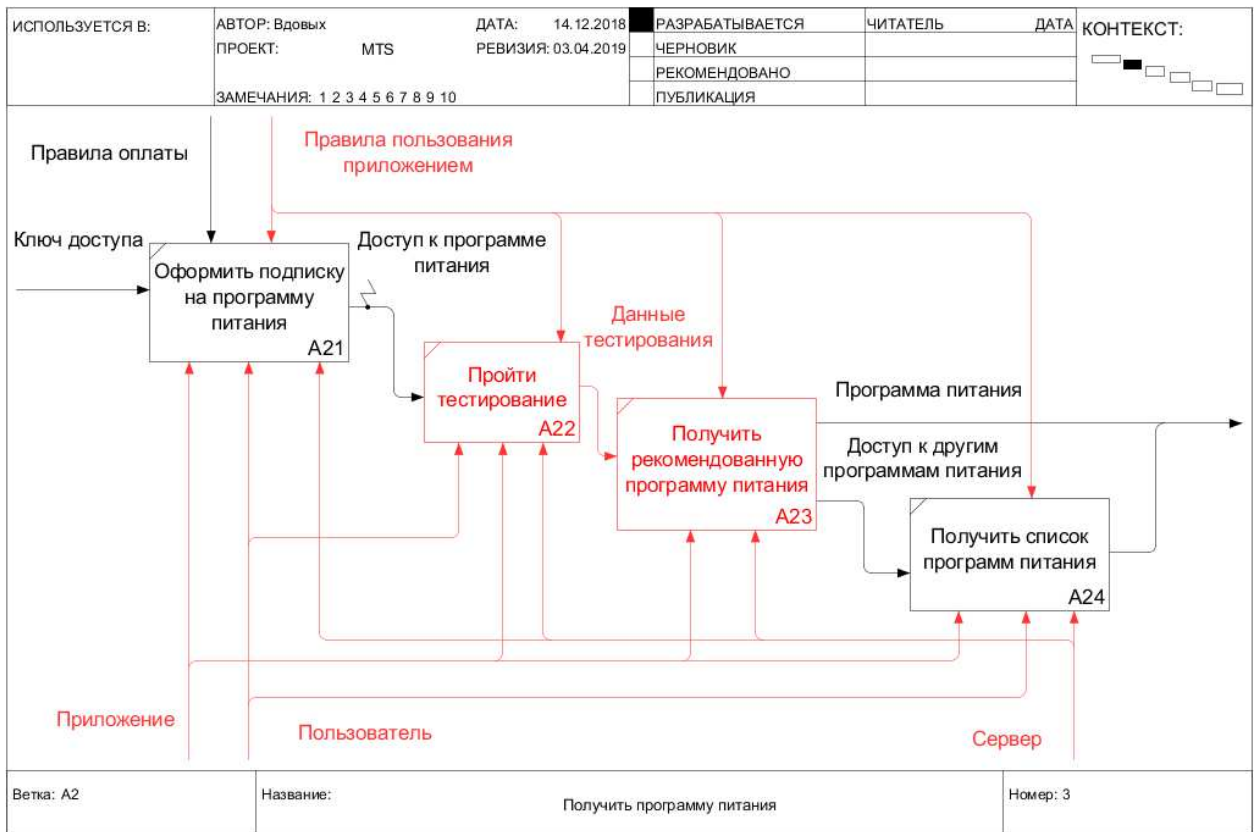 ИСПОЛЬЗУЕТСЯ В:
АВТОР: Вдовых
ДАТА: 14.12.2018
РАЗРАБАТЫВАЕТСЯ
ЧИТАТЕЛЬ
ДАТА
КОНТЕКСТ:
ПРОЕКТ: MTS
РЕВИЗИЯ: 03.04.2019
ЧЕРНОВИК
РЕКОМЕНДОВАНО
ЗАМЕЧАНИЯ: 1 2 3 4 5 6 7 8 9 10
ПУБЛИКАЦИЯ
Правила оплаты
Правила пользования
приложением
Ключ доступа
Доступ к программе
питания
Оформить подписку
на программу
питания
A21
Данные
тестирования
Пройти
тестирование
A22
Программа питания
Получить
рекомендованную
программу питания
A23
Доступ к другим
программам питания
Получить список
программ питания
A24
Приложение
Пользователь
Сервер
Ветка: A2
Название:
Получить программу питания
Номер: 3